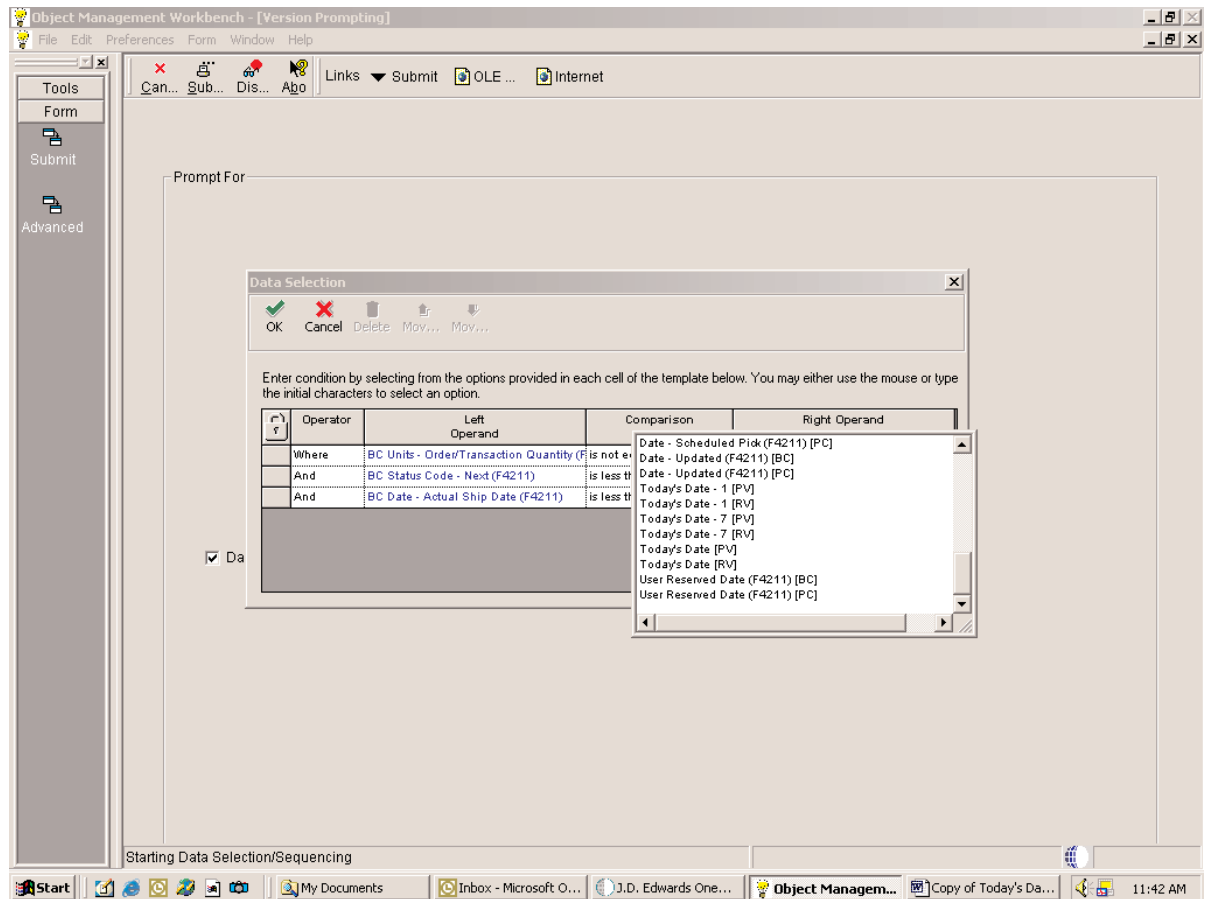 Object Management Workbench - [Version Prompting]
File Edit Preferences Form Window Help
Tools
Form
Submit
Advanced
Can... Sub... Dis... Abo Links Submit OLE ... Internet
Prompt For
Data Selection
OK Cancel Delete Mov... Mov...
Enter condition by selecting from the options provided in each cell of the template below. You may either use the mouse or type
the initial characters to select an option.
Operator Left Operand Comparison Right Operand
Where BC Units - Order/Transaction Quantity (F is not e
And BC Status Code - Next (F4211) is less th
And BC Date - Actual Ship Date (F4211) is less th
Date - Scheduled Pick (F4211) [PC]
Date - Updated (F4211) [BC]
Date - Updated (F4211) [PC]
Today's Date - 1 [PV]
Today's Date - 1 [RV]
Today's Date - 7 [PV]
Today's Date - 7 [RV]
Today's Date [PV]
Today's Date [RV]
User Reserved Date (F4211) [BC]
User Reserved Date (F4211) [PC]
Da
Starting Data Selection/Sequencing
Start My Documents Inbox - Microsoft O... J.D. Edwards One... Object Managem... Copy of Today's Da... 11:42 AM